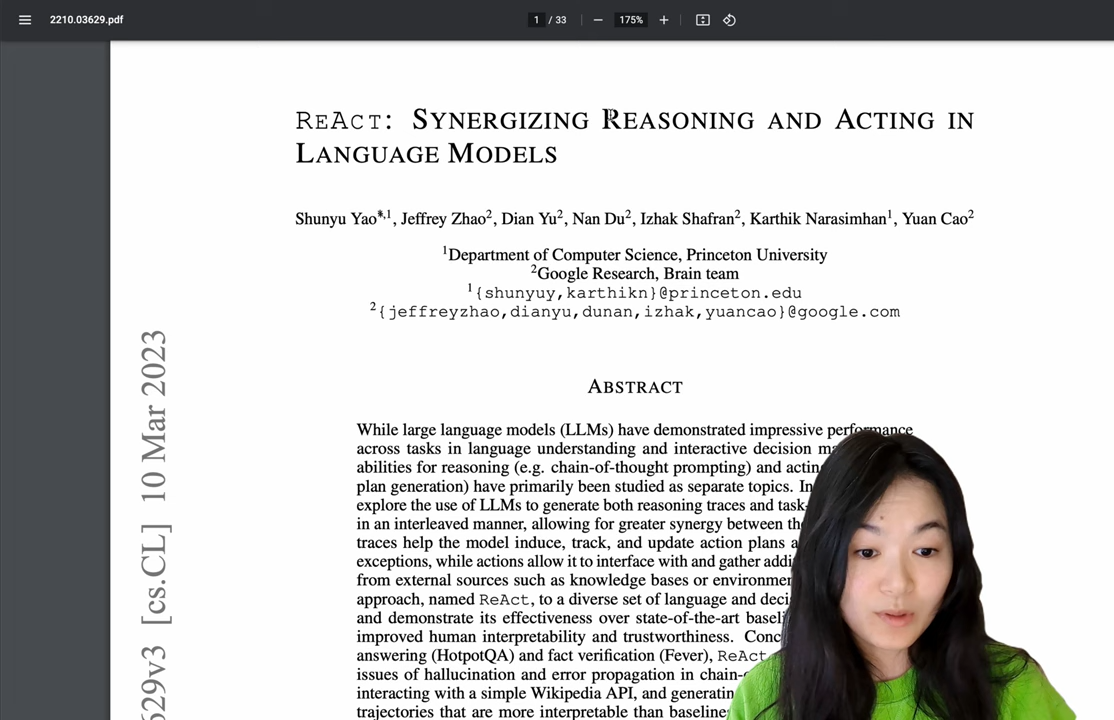 2210.03629.pdf
1 / 33
175%
ReAct: Synergizing Reasoning and Acting in
Language Models
Shunyu Yao*,1, Jeffrey Zhao2, Dian Yu2, Nan Du2, Izhak Shafran2, Karthik Narasimhan1, Yuan Cao2
1Department of Computer Science, Princeton University
2Google Research, Brain team
1{shunyuy,karthikn}@princeton.edu
2{jeffreyzhao,dianyu,dunan,izhak,yuancao}@google.com
Abstract
While large language models (LLMs) have demonstrated impressive performance
across tasks in language understanding and interactive decision
abilities for reasoning (e.g. chain-of-thought prompting) and
plan generation) have primarily been studied as separate topics. In
explore the use of LLMs to generate both reasoning traces and task-
in an interleaved manner, allowing for greater synergy between
traces help the model induce, track, and update action plans
exceptions, while actions allow it to interface with and gather
from external sources such as knowledge bases or
approach, named ReAct, to a diverse set of language and
and demonstrate its effectiveness over state-of-the-art
improved human interpretability and trustworthiness.
answering (HotpotQA) and fact verification (Fever), ReAct
issues of hallucination and error propagation in
interacting with a simple Wikipedia API, and
trajectories that are more interpretable than
629v3 [cs.CL] 10 Mar 2023